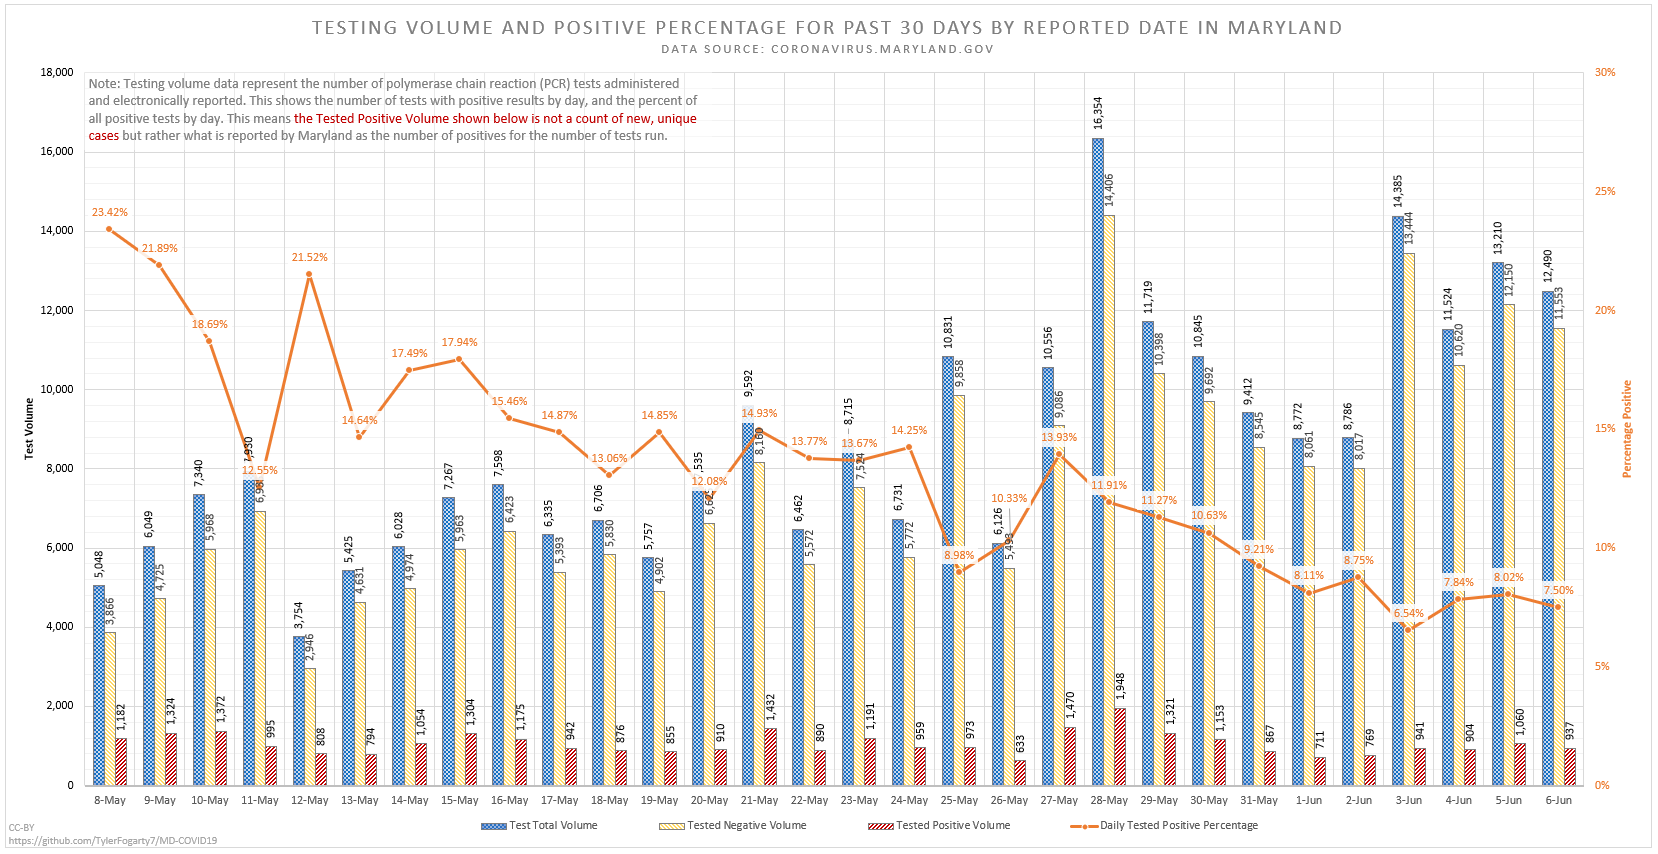 TESTING VOLUME AND POSITIVE PERCENTAGE FOR PAST 30 DAYS BY REPORTED DATE IN MARYLAND
DATA SOURCE: CORONAVIRUS.MARYLAND.GOV
Note: Testing volume data represent the number of polymerase chain reaction (PCR) tests administered
and electronically reported. This shows the number of tests with positive results by day, and the percent of
all positive tests by day. This means the Tested Positive Volume shown below is not a count of new, unique
cases but rather what is reported by Maryland as the number of positives for the number of tests run.
Test Volume
18,000
16,000
14,000
12,000
10,000
8,000
6,000
4,000
2,000
0
Percentage Positive
30%
25%
20%
15%
10%
5%
0%
23.42% 21.89% 18.69% 12.55% 21.52% 14.64% 17.49% 17.94% 15.46% 14.87% 13.06% 14.85% 12.08% 14.93% 13.77% 13.67% 14.25% 8.98% 10.33% 13.93% 11.91% 11.27% 10.63% 9.21% 8.11% 8.75% 6.54% 7.84% 8.02% 7.50%
5,048 3,866 1,182
6,049 4,725 1,324
7,340 5,968 1,372
7,930 995
3,754 2,946 808
5,425 4,631 794
6,028 4,974 1,054
7,267 5,963 1,304
7,598 6,423 1,175
6,335 5,393 942
6,706 5,830 876
5,757 4,902 855
910
9,592 8,160 1,432
6,462 5,572 890
8,715 7,524 1,191
6,731 5,772 959
10,831 9,858 973
6,126 5,493 633
10,556 9,086 1,470
16,354 14,406 1,948
11,719 10,398 1,321
10,845 9,692 1,153
9,412 8,545 867
8,772 8,061 711
8,786 8,017 769
14,385 13,444 941
11,524 10,620 904
13,210 12,150 1,060
12,490 11,553 937
8-May 9-May 10-May 11-May 12-May 13-May 14-May 15-May 16-May 17-May 18-May 19-May 20-May 21-May 22-May 23-May 24-May 25-May 26-May 27-May 28-May 29-May 30-May 31-May 1-Jun 2-Jun 3-Jun 4-Jun 5-Jun 6-Jun
Test Total Volume Tested Negative Volume Tested Positive Volume Daily Tested Positive Percentage
CC-BY
https://github.com/TylerFogarty7/MD-COVID19